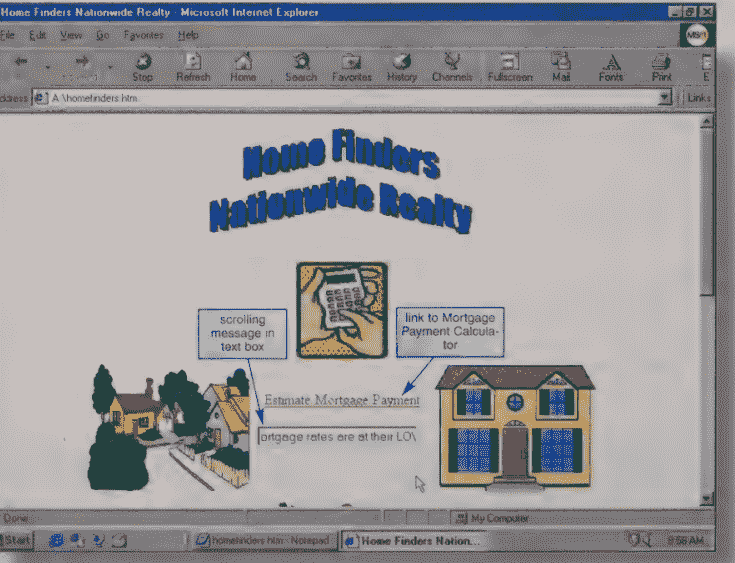 Home Finders Nationwide Realty - Microsoft Internet Explorer
File Edit View Go Favorites Help
Stop Refresh Home Search Favorites History Channels Fullscreen Mail Fonts Print E
ddress A:\homefinders.htm Links
Home Finders
Nationwide Realty
scrolling
message in
text box
link to Mortgage
Payment Calcula-
tor
Estimate Mortgage Payment
ortgage rates are at their LOW
Done My Computer
Start homefinders.htm - Notepad Home Finders Nation... 9:58 AM